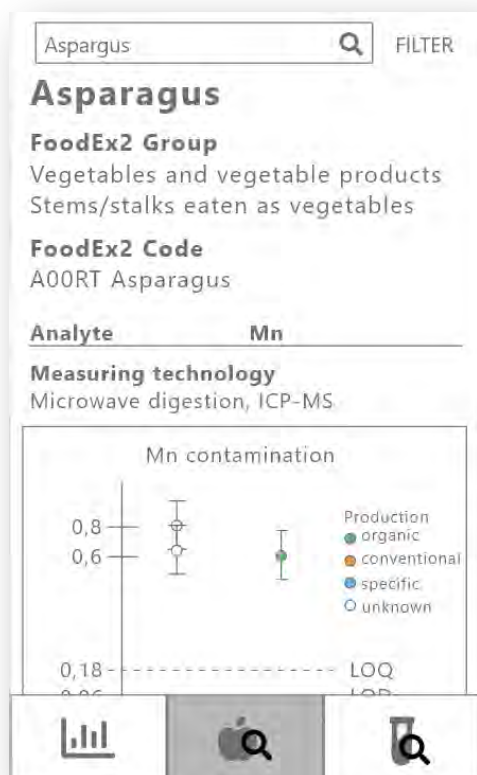 Aspargus
FILTER
Asparagus
FoodEx2 Group
Vegetables and vegetable products
Stems/stalks eaten as vegetables
FoodEx2 Code
A00RT Asparagus
Analyte Mn
Measuring technology
Microwave digestion, ICP-MS
Mn contamination
0,8
0,6
Production
organic
conventional
specific
unknown
0,18 LOQ